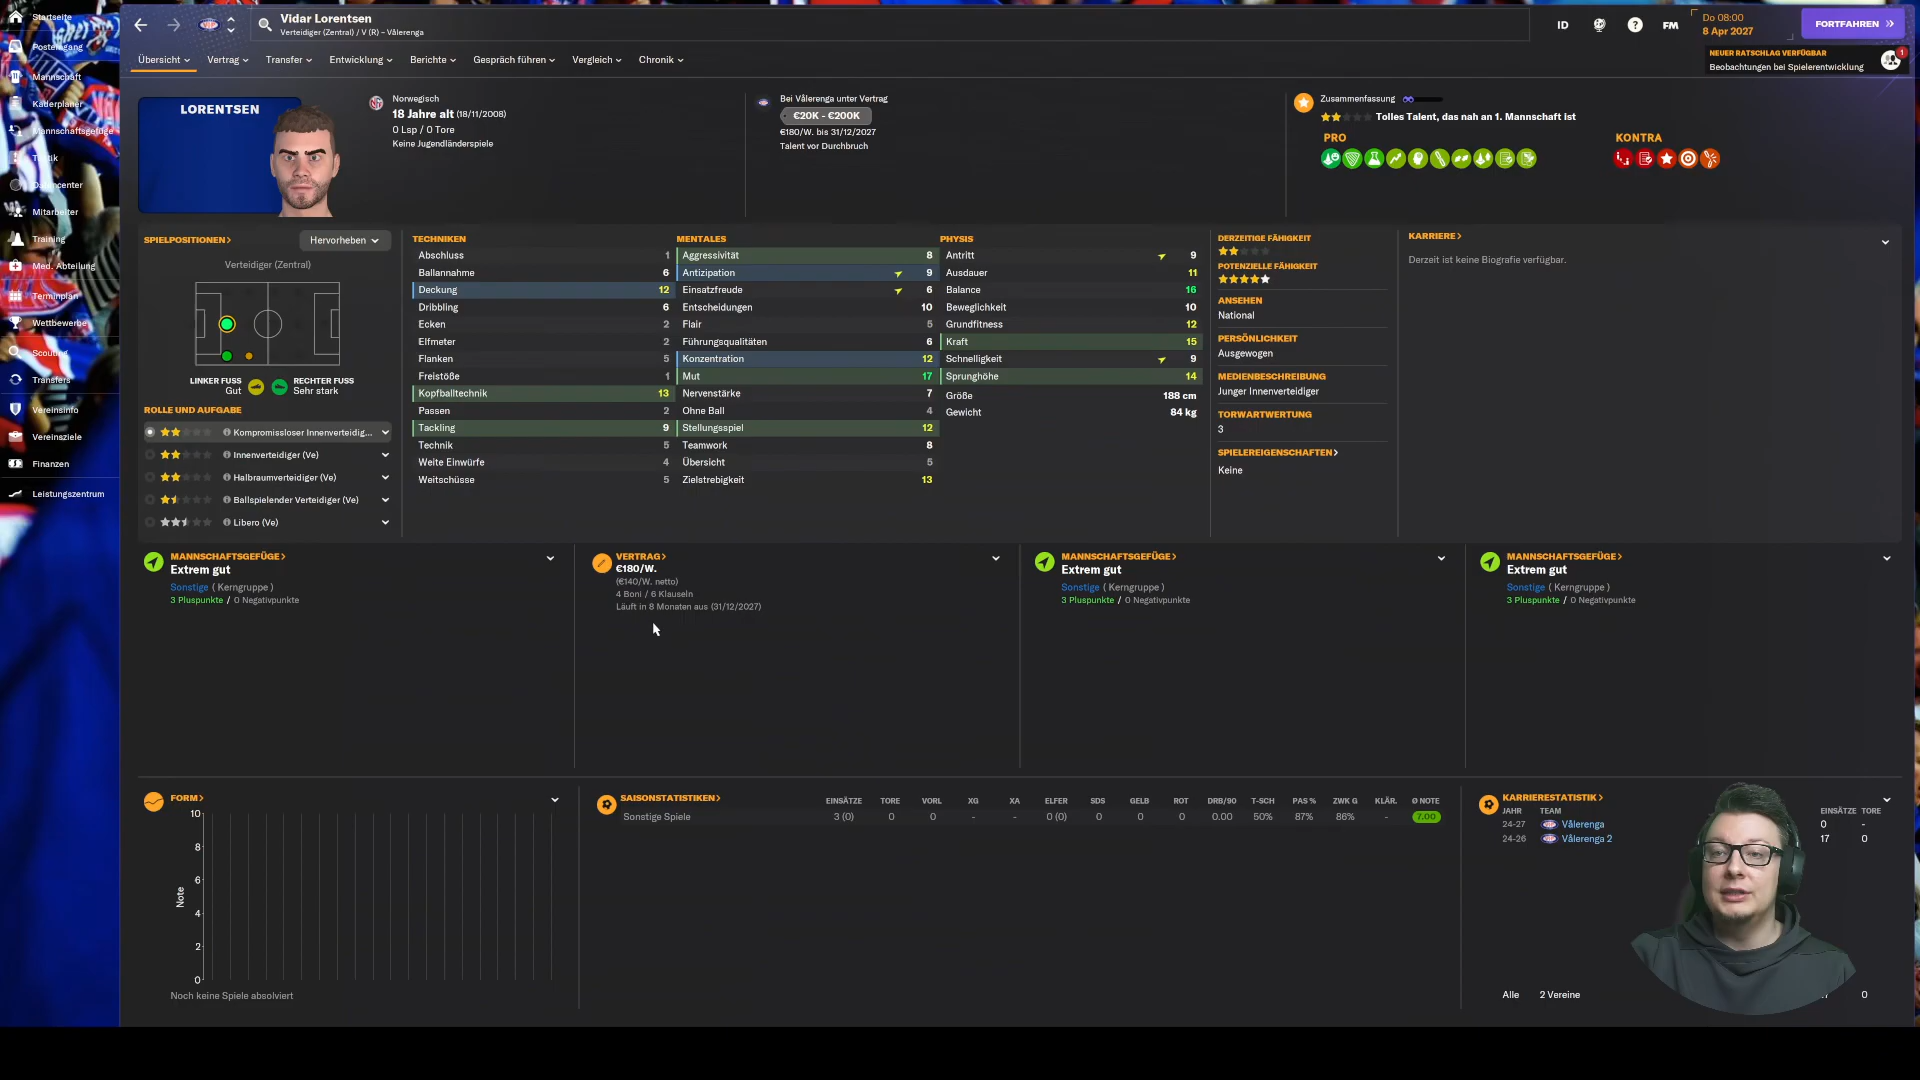 Startseite
Posteingang
Mannschaft
Kaderplaner
Mannschaftsgefüge
Taktik
Datencenter
Mitarbeiter
Training
Med. Abteilung
Terminplan
Wettbewerbe
Scouting
Transfers
Vereinsinfo
Vereinsziele
Finanzen
Leistungszentrum
Vidar Lorentsen
Verteidiger (Zentral) / V (R) – Vålerenga
ID
?
FM
Do 08:00
8 Apr 2027
FORTFAHREN
Übersicht Vertrag Transfer Entwicklung Berichte Gespräch führen Vergleich Chronik
NEUER RATSCHLAG VERFÜGBAR
Beobachtungen bei Spielerentwicklung
1
LORENTSEN
Norwegisch
18 Jahre alt (18/11/2008)
0 Lsp / 0 Tore
Keine Jugendländerspiele
Bei Vålerenga unter Vertrag
€20K - €200K
€180/W. bis 31/12/2027
Talent vor Durchbruch
Zusammenfassung
Tolles Talent, das nah an 1. Mannschaft ist
PRO
KONTRA
SPIELPOSITIONEN>
Hervorheben
Verteidiger (Zentral)
LINKER FUSS
Gut
RECHTER FUSS
Sehr stark
ROLLE UND AUFGABE
Kompromissloser Innenverteidig...
Innenverteidiger (Ve)
Halbraumverteidiger (Ve)
Ballspielender Verteidiger (Ve)
Libero (Ve)
TECHNIKEN
Abschluss 1
Ballannahme 6
Deckung 12
Dribbling 6
Ecken 2
Elfmeter 2
Flanken 5
Freistöße 1
Kopfballtechnik 13
Passen 2
Tackling 9
Technik 5
Weite Einwürfe 4
Weitschüsse 5
MENTALES
Aggressivität 8
Antizipation 9
Einsatzfreude 6
Entscheidungen 10
Flair 5
Führungsqualitäten 6
Konzentration 12
Mut 17
Nervenstärke 7
Ohne Ball 4
Stellungsspiel 12
Teamwork 8
Übersicht 5
Zielstrebigkeit 13
PHYSIS
Antritt 9
Ausdauer 11
Balance 16
Beweglichkeit 10
Grundfitness 12
Kraft 15
Schnelligkeit 9
Sprunghöhe 14
Größe 188 cm
Gewicht 84 kg
DERZEITIGE FÄHIGKEIT
POTENZIELLE FÄHIGKEIT
ANSEHEN
National
PERSÖNLICHKEIT
Ausgewogen
MEDIENBESCHREIBUNG
Junger Innenverteidiger
TORWARTWERTUNG
3
SPIELEREIGENSCHAFTEN>
Keine
KARRIERE>
Derzeit ist keine Biografie verfügbar.
MANNSCHAFTSGEFÜGE>
Extrem gut
Sonstige ( Kerngruppe )
3 Pluspunkte / 0 Negativpunkte
VERTRAG>
€180/W.
(€140/W. netto)
4 Boni / 6 Klauseln
Läuft in 8 Monaten aus (31/12/2027)
MANNSCHAFTSGEFÜGE>
Extrem gut
Sonstige ( Kerngruppe )
3 Pluspunkte / 0 Negativpunkte
MANNSCHAFTSGEFÜGE>
Extrem gut
Sonstige ( Kerngruppe )
3 Pluspunkte / 0 Negativpunkte
FORM>
Note
10
8
6
4
2
0
Noch keine Spiele absolviert
SAISONSTATISTIKEN>
EINSÄTZE TORE VORL XG XA ELFER SDS GELB ROT DRB/90 T-SCH PAS % ZWK G KLÄR. Ø NOTE
Sonstige Spiele 3 (0) 0 0 - - 0 (0) 0 0 0 0.00 50% 87% 86% - 7.00
KARRIERESTATISTIK>
JAHR TEAM EINSÄTZE TORE
24-27 Vålerenga 0 -
24-26 Vålerenga 2 17 0
Alle 2 Vereine 0